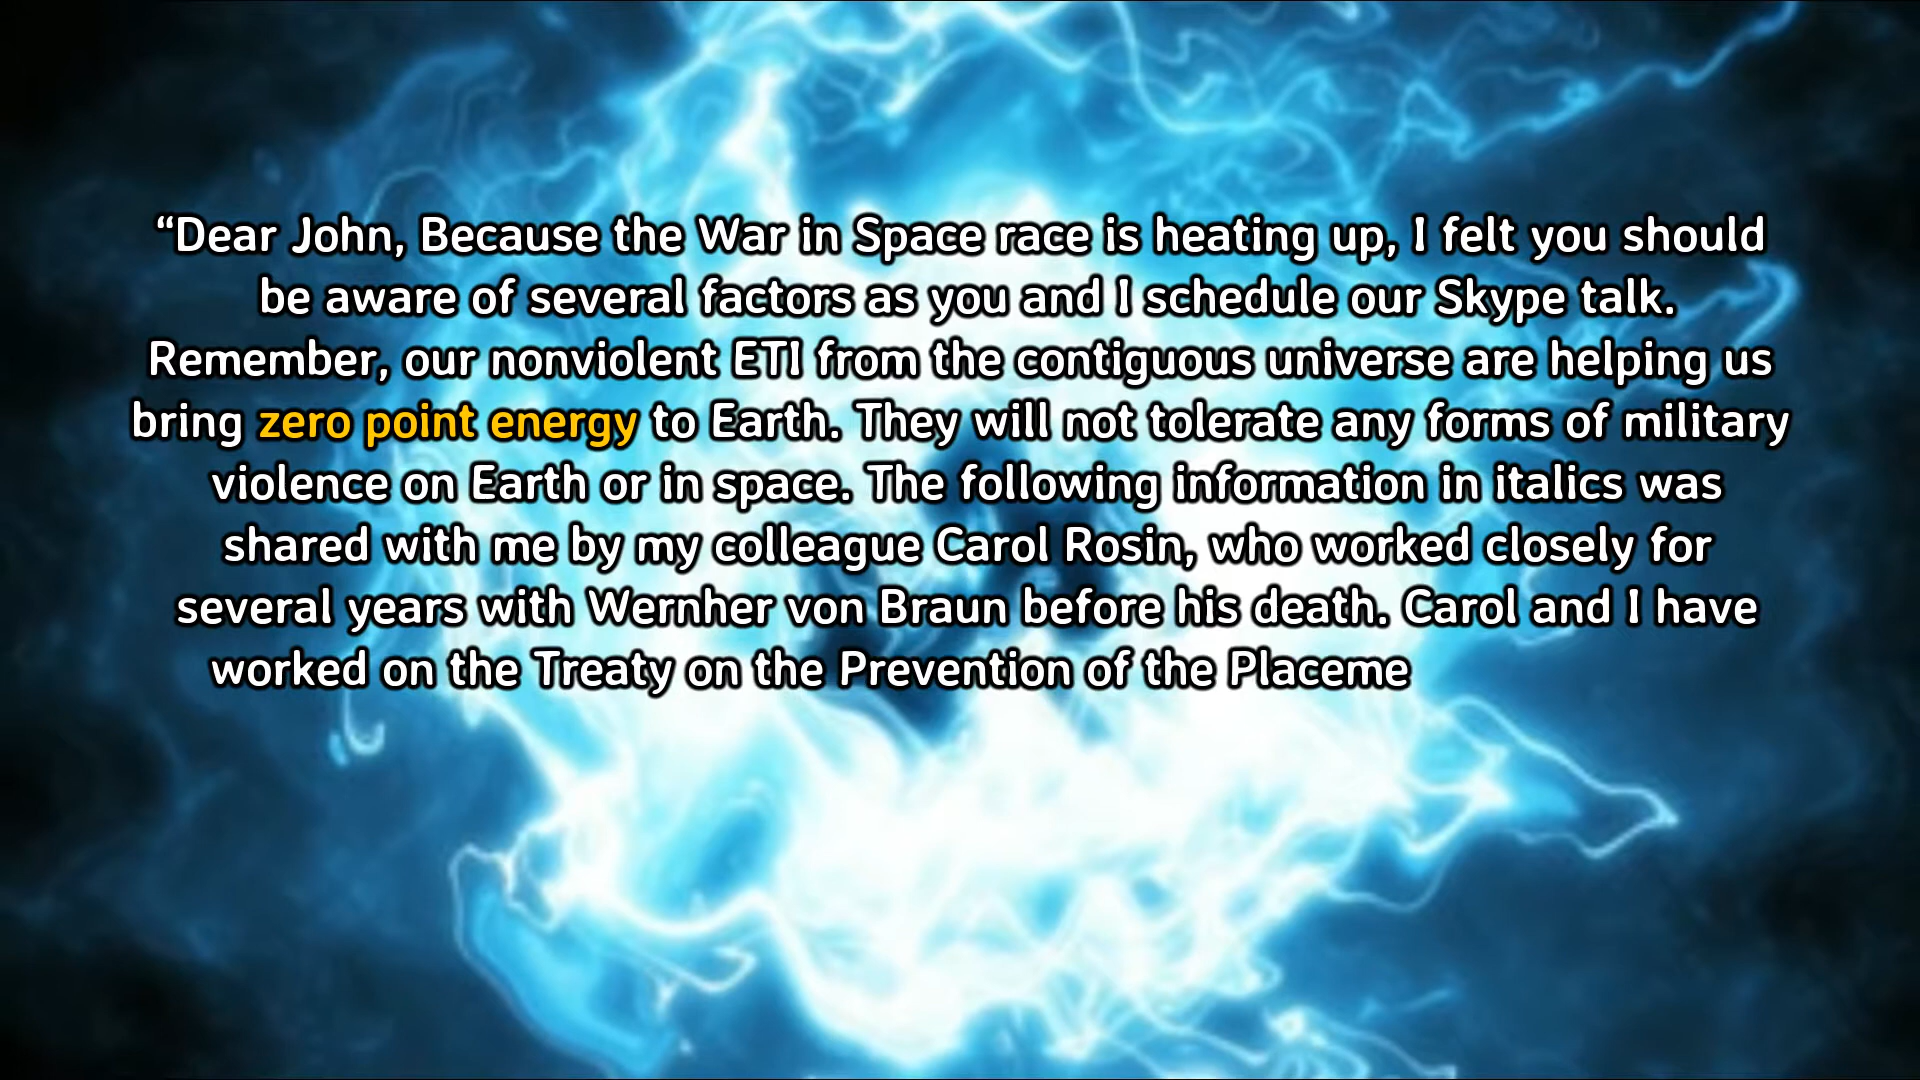 “Dear John, Because the War in Space race is heating up, I felt you should
be aware of several factors as you and I schedule our Skype talk.
Remember, our nonviolent ETI from the contiguous universe are helping us
bring zero point energy to Earth. They will not tolerate any forms of military
violence on Earth or in space. The following information in italics was
shared with me by my colleague Carol Rosin, who worked closely for
several years with Wernher von Braun before his death. Carol and I have
worked on the Treaty on the Prevention of the Placeme